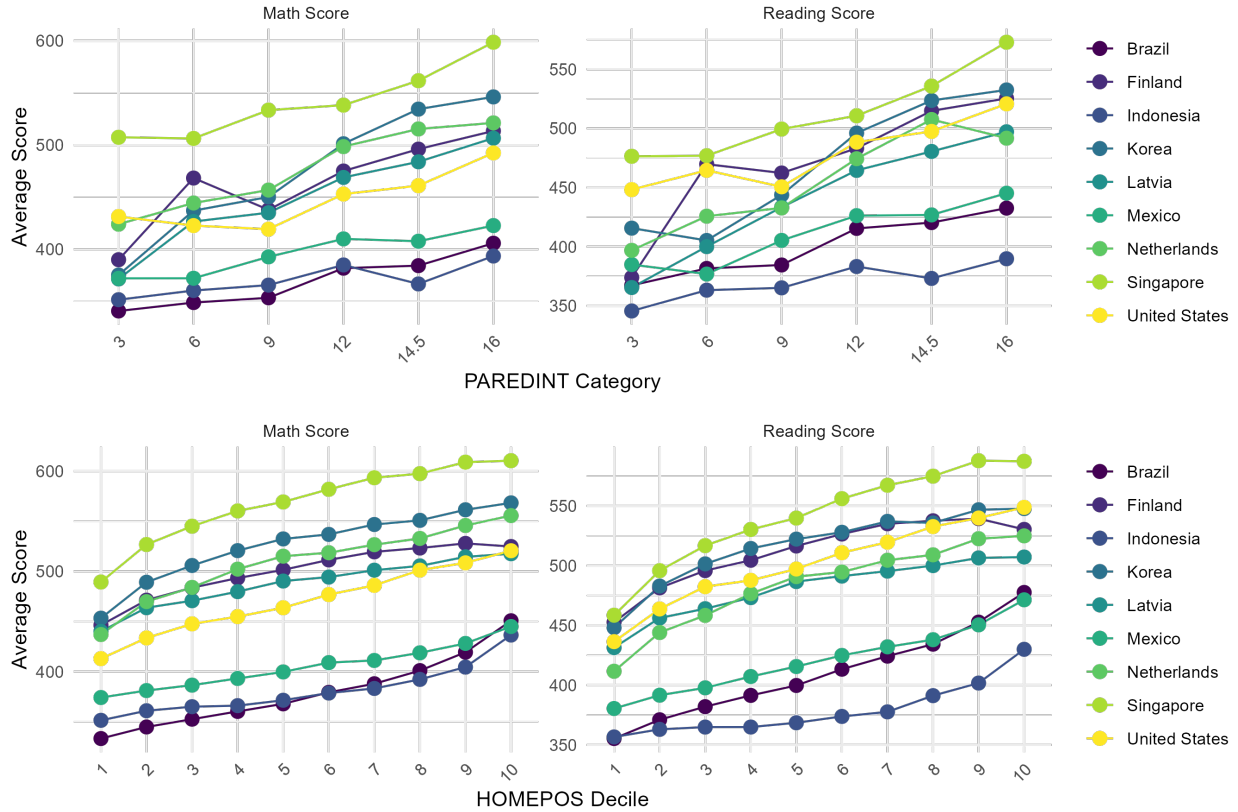 Math Score
Reading Score
600
500
400
Average Score
550
500
450
400
350
3 6 9 12 14.5 16
3 6 9 12 14.5 16
PAREDINT Category
Brazil
Finland
Indonesia
Korea
Latvia
Mexico
Netherlands
Singapore
United States
Math Score
Reading Score
600
500
400
Average Score
550
500
450
400
350
1 2 3 4 5 6 7 8 9 10
1 2 3 4 5 6 7 8 9 10
HOMEPOS Decile
Brazil
Finland
Indonesia
Korea
Latvia
Mexico
Netherlands
Singapore
United States